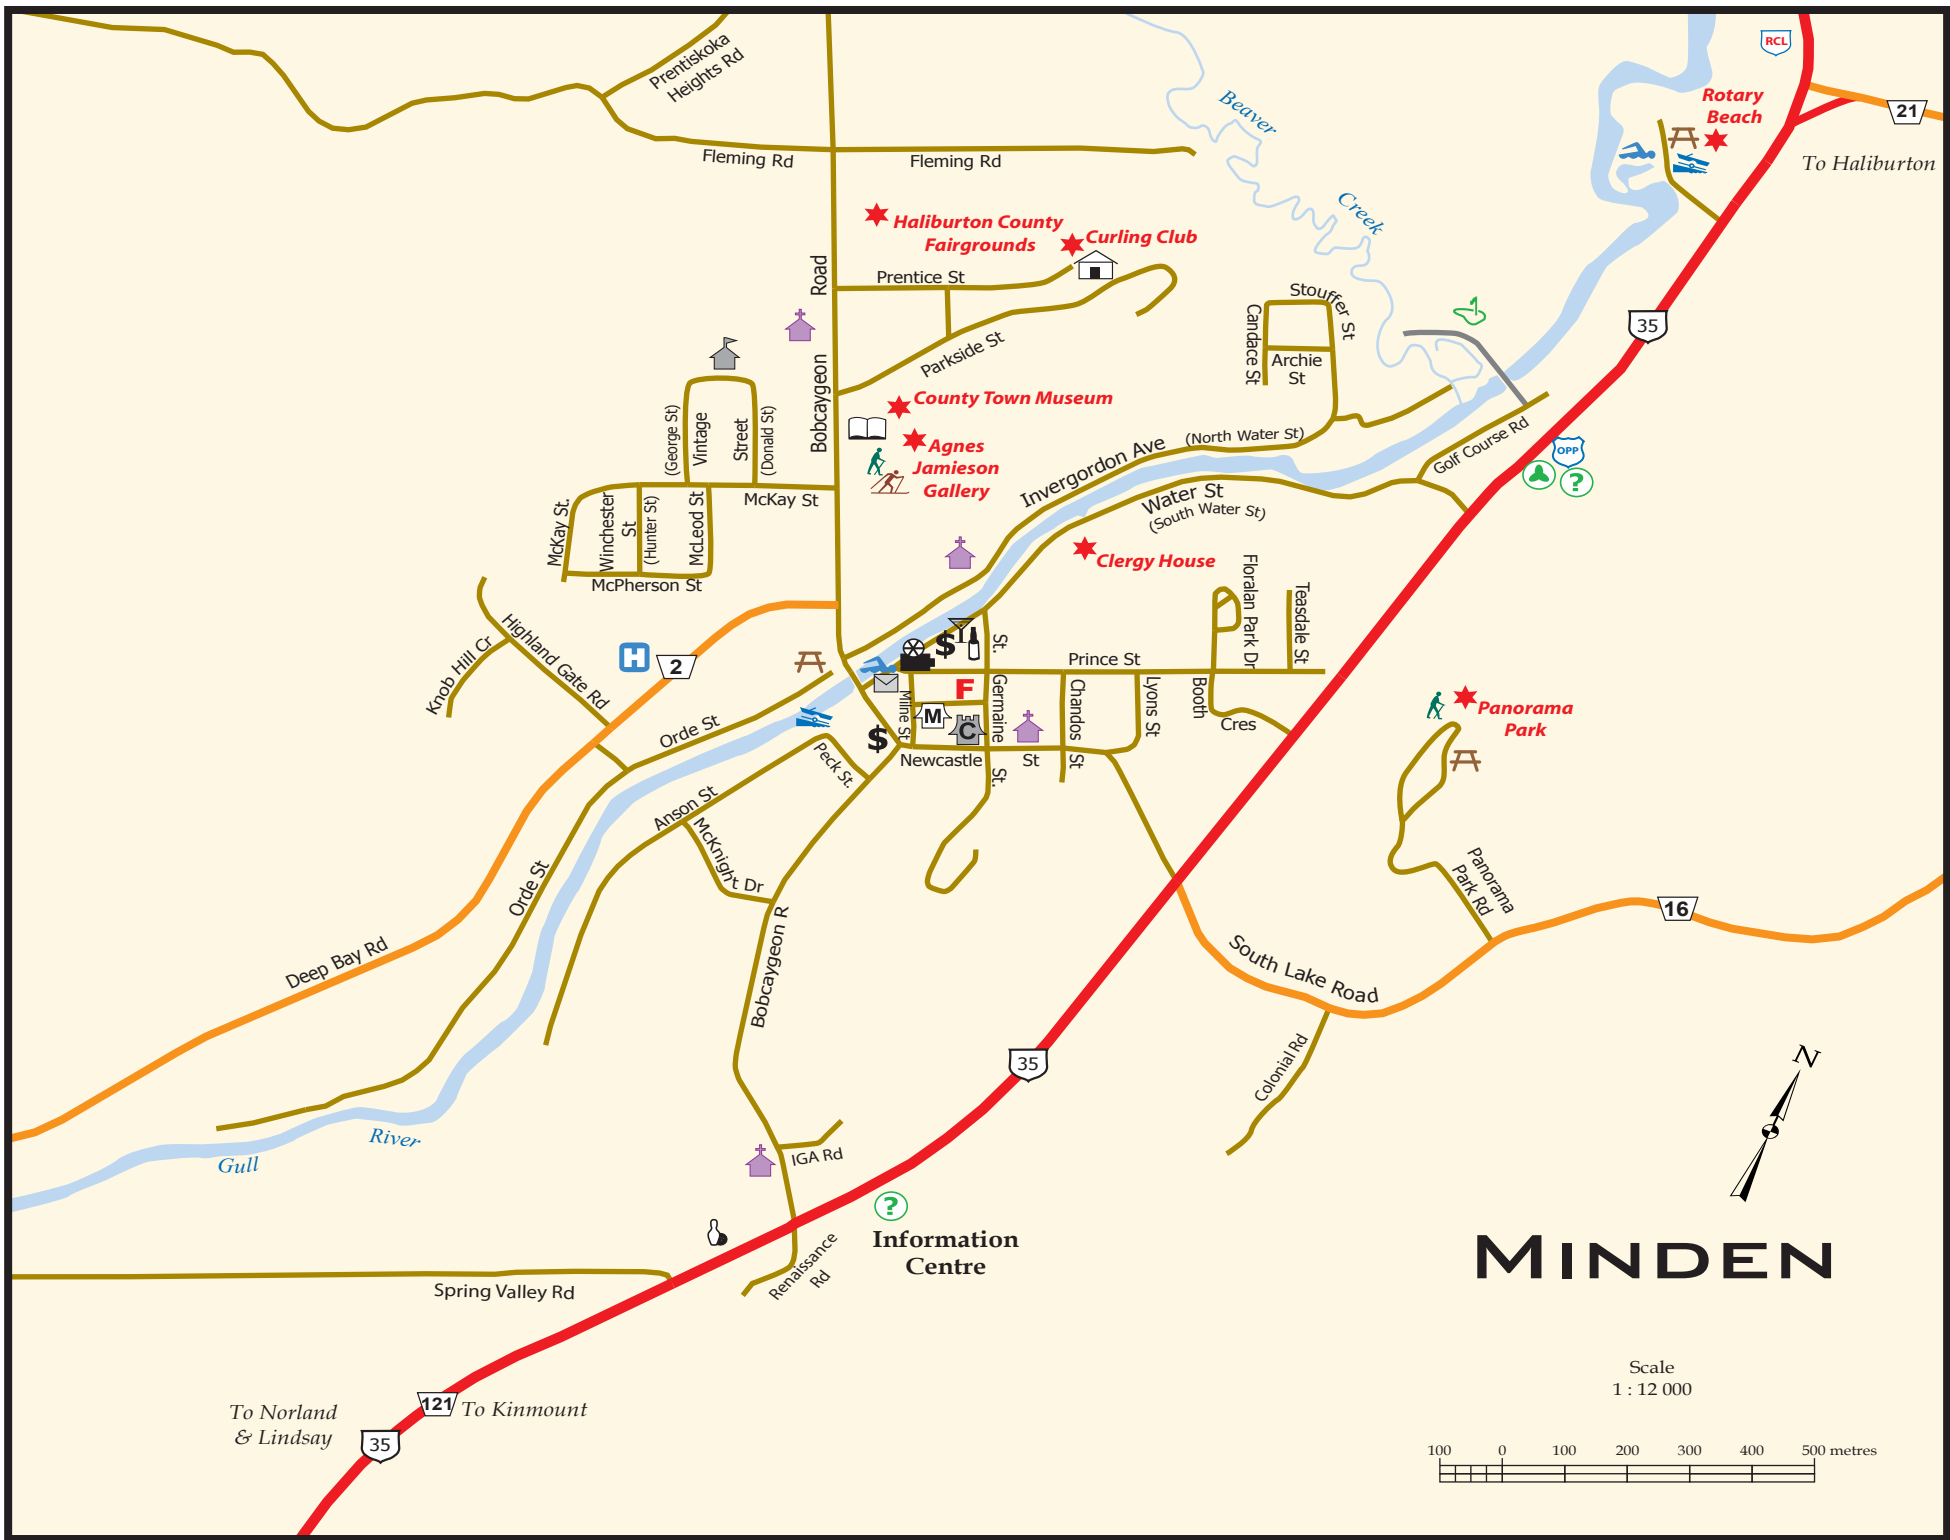 RCL
Prentiskoka
Heights Rd
Beaver
Rotary
Beach
21
To Haliburton
Fleming Rd
Fleming Rd
Creek
Haliburton County
Fairgrounds
Curling Club
Road
Prentice St
Stouffer St
Candace St
Archie
St
35
Parkside St
Bobcaygeon
County Town Museum
(George St)
Vintage
Street
(Donald St)
Agnes
Jamieson
Gallery
Invergordon Ave
(North Water St)
Golf Course Rd
OPP
?
?
McKay St
McKay St.
Winchester
St
(Hunter St)
McLeod St
McPherson St
Water St
(South Water St)
Clergy House
Floralan Park Dr
Teasdale St
Highland Gate Rd
Knob Hill Cr
H
2
$
St.
Prince St
F
M
C
Milne St
Germaine
Chandos
St
Lyons St
Booth
Cres
Panorama
Park
Orde St
$
Peck St.
Newcastle
St
St.
Anson St
McKnight Dr
Orde St
Panorama
Park Rd
16
Deep Bay Rd
Bobcaygeon R
South Lake Road
35
Colonial Rd
N
River
Gull
IGA Rd
?
Information
Centre
Renaissance
Rd
MINDEN
Spring Valley Rd
Scale
1 : 12 000
121
To Kinmount
To Norland
& Lindsay
35
100 0 100 200 300 400 500 metres